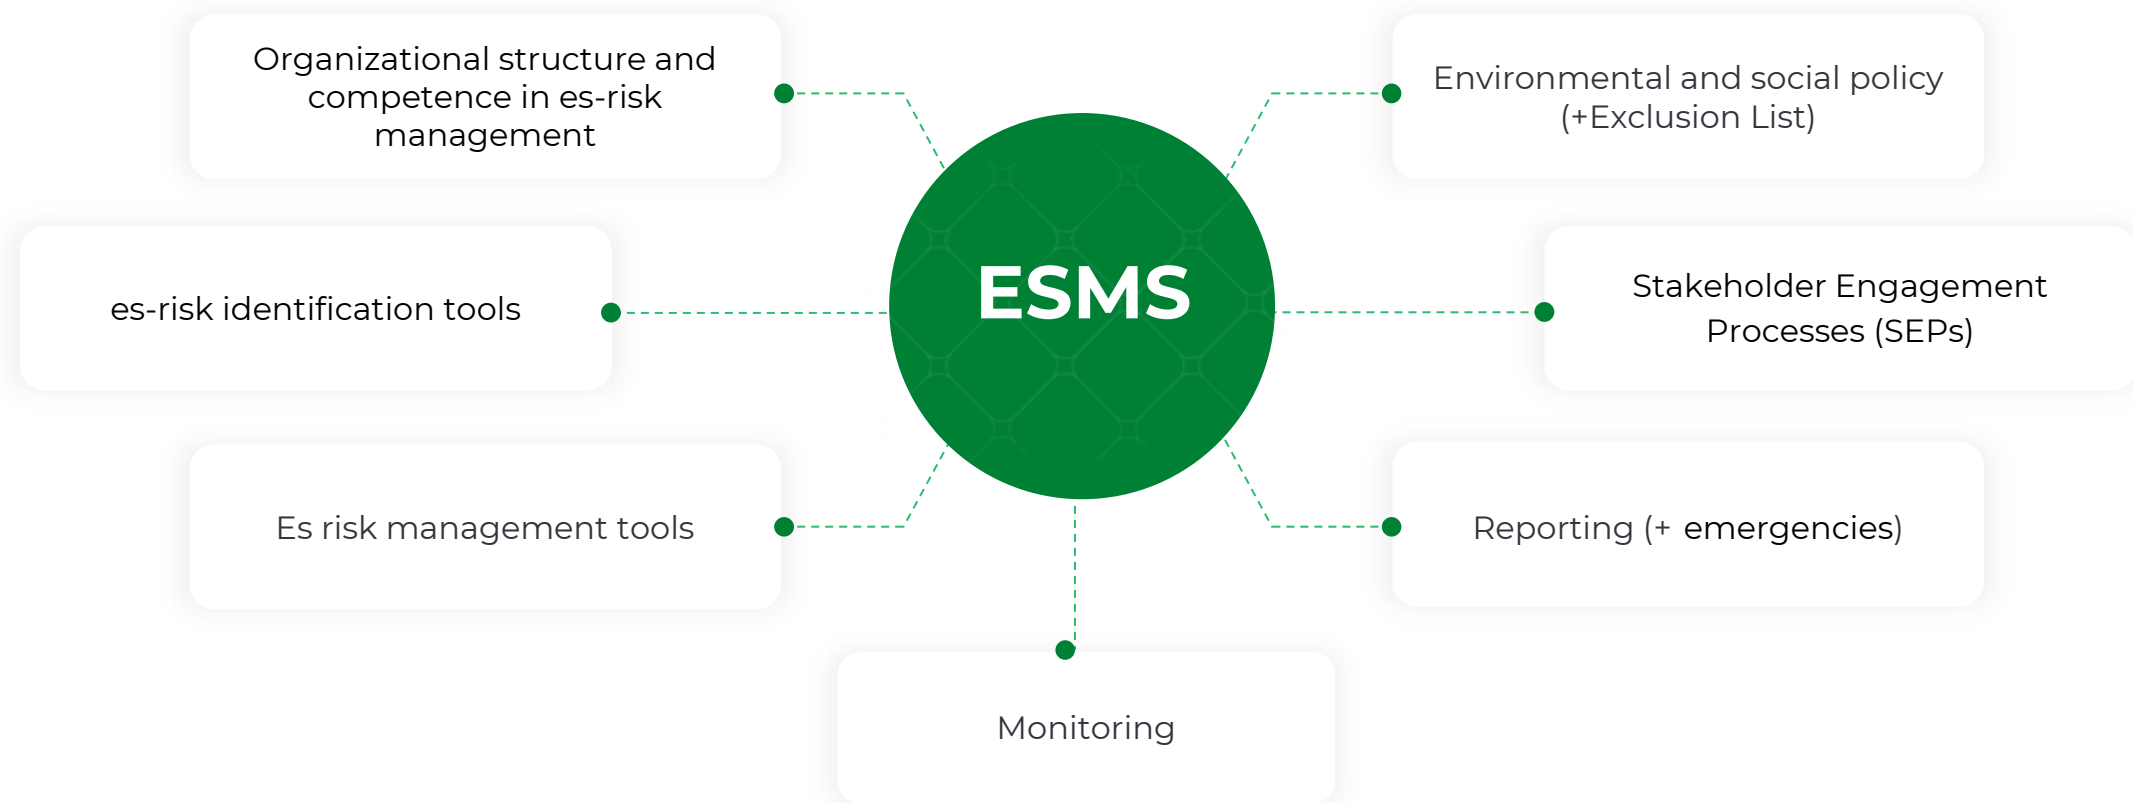 Organizational structure and
competence in es-risk
management
Environmental and social policy
(+Exclusion List)
ESMS
es-risk identification tools
Stakeholder Engagement
Processes (SEPs)
Es risk management tools
Reporting (+ emergencies)
Monitoring